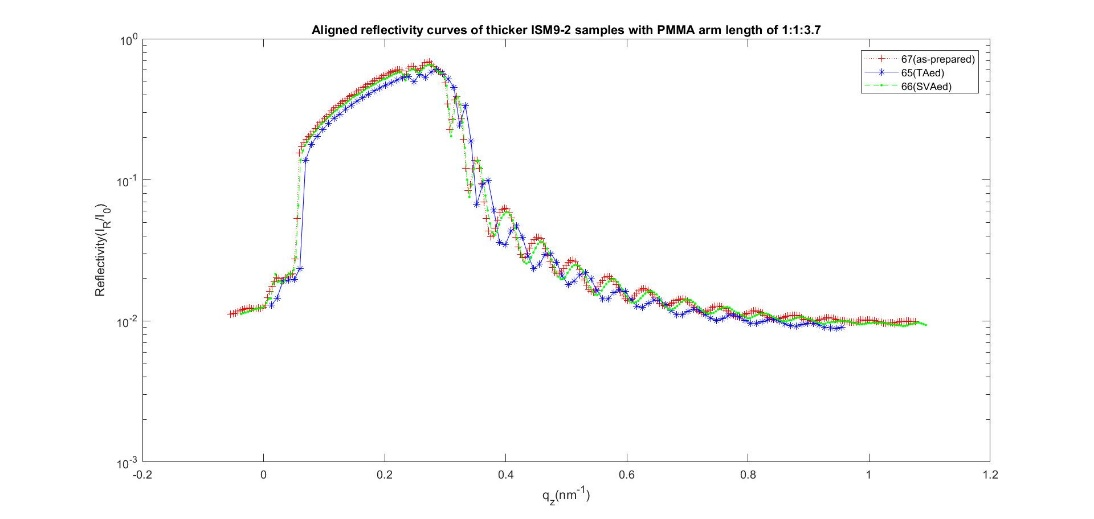 Aligned reflectivity curves of thicker ISM9-2 samples with PMMA arm length of 1:1:3.7
67(as-prepared)
65(TAed)
66(SVAed)
Reflectivity(I_R/I_0)
10^0
10^-1
10^-2
10^-3
-0.2 0 0.2 0.4 0.6 0.8 1 1.2
q_z(nm^-1)